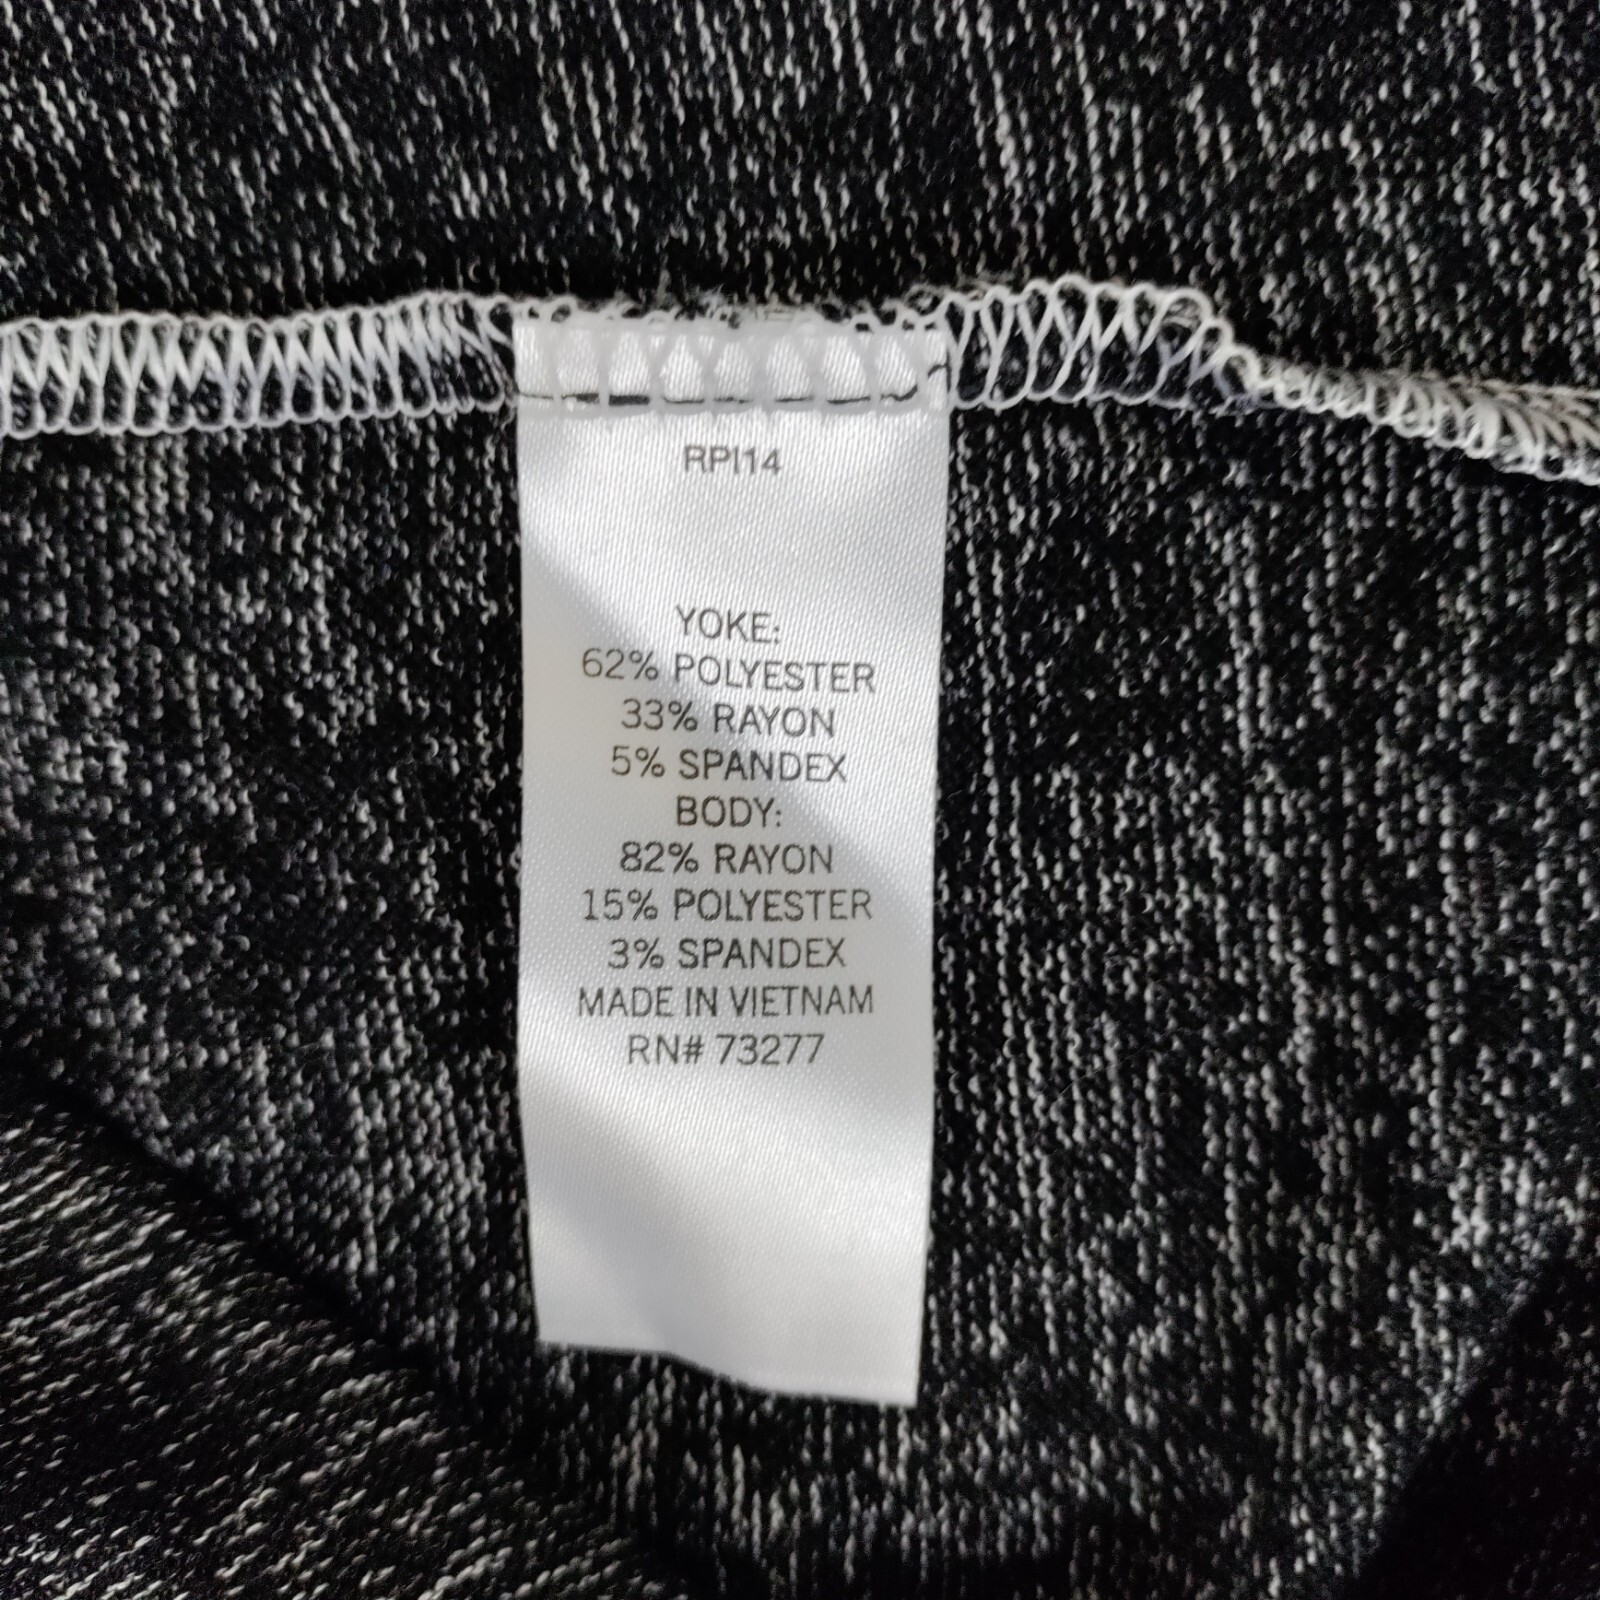 RPI14
YOKE:
62% POLYESTER
33% RAYON
5% SPANDEX
BODY:
82% RAYON
15% POLYESTER
3% SPANDEX
MADE IN VIETNAM
RN# 73277